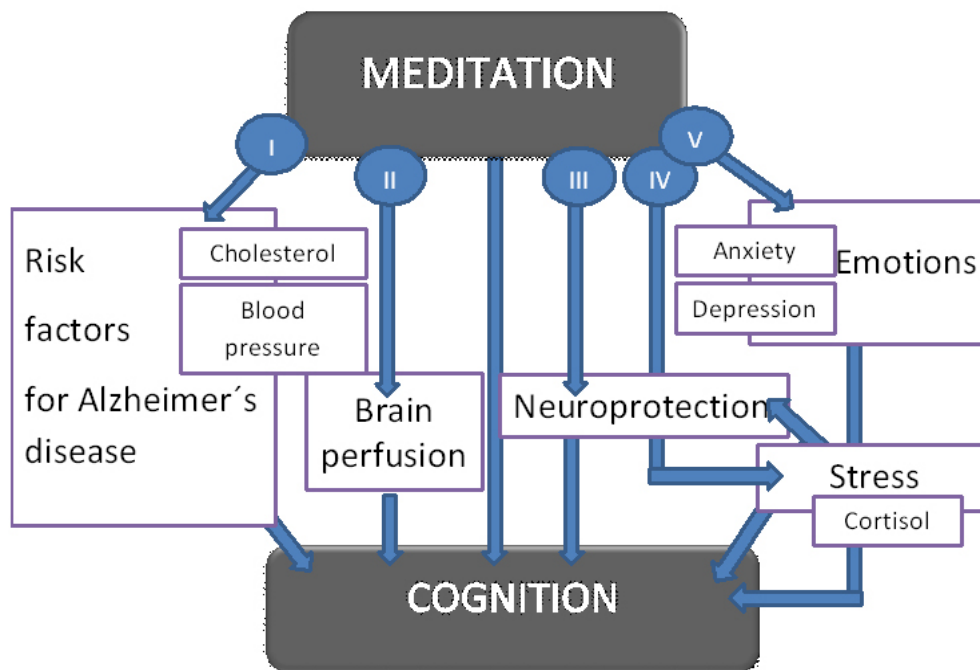 MEDITATION
I
II
III
IV
V
Risk
factors
for Alzheimer´s
disease
Cholesterol
Blood
pressure
Brain
perfusion
Neuroprotection
Anxiety
Depression
Emotions
Stress
Cortisol
COGNITION